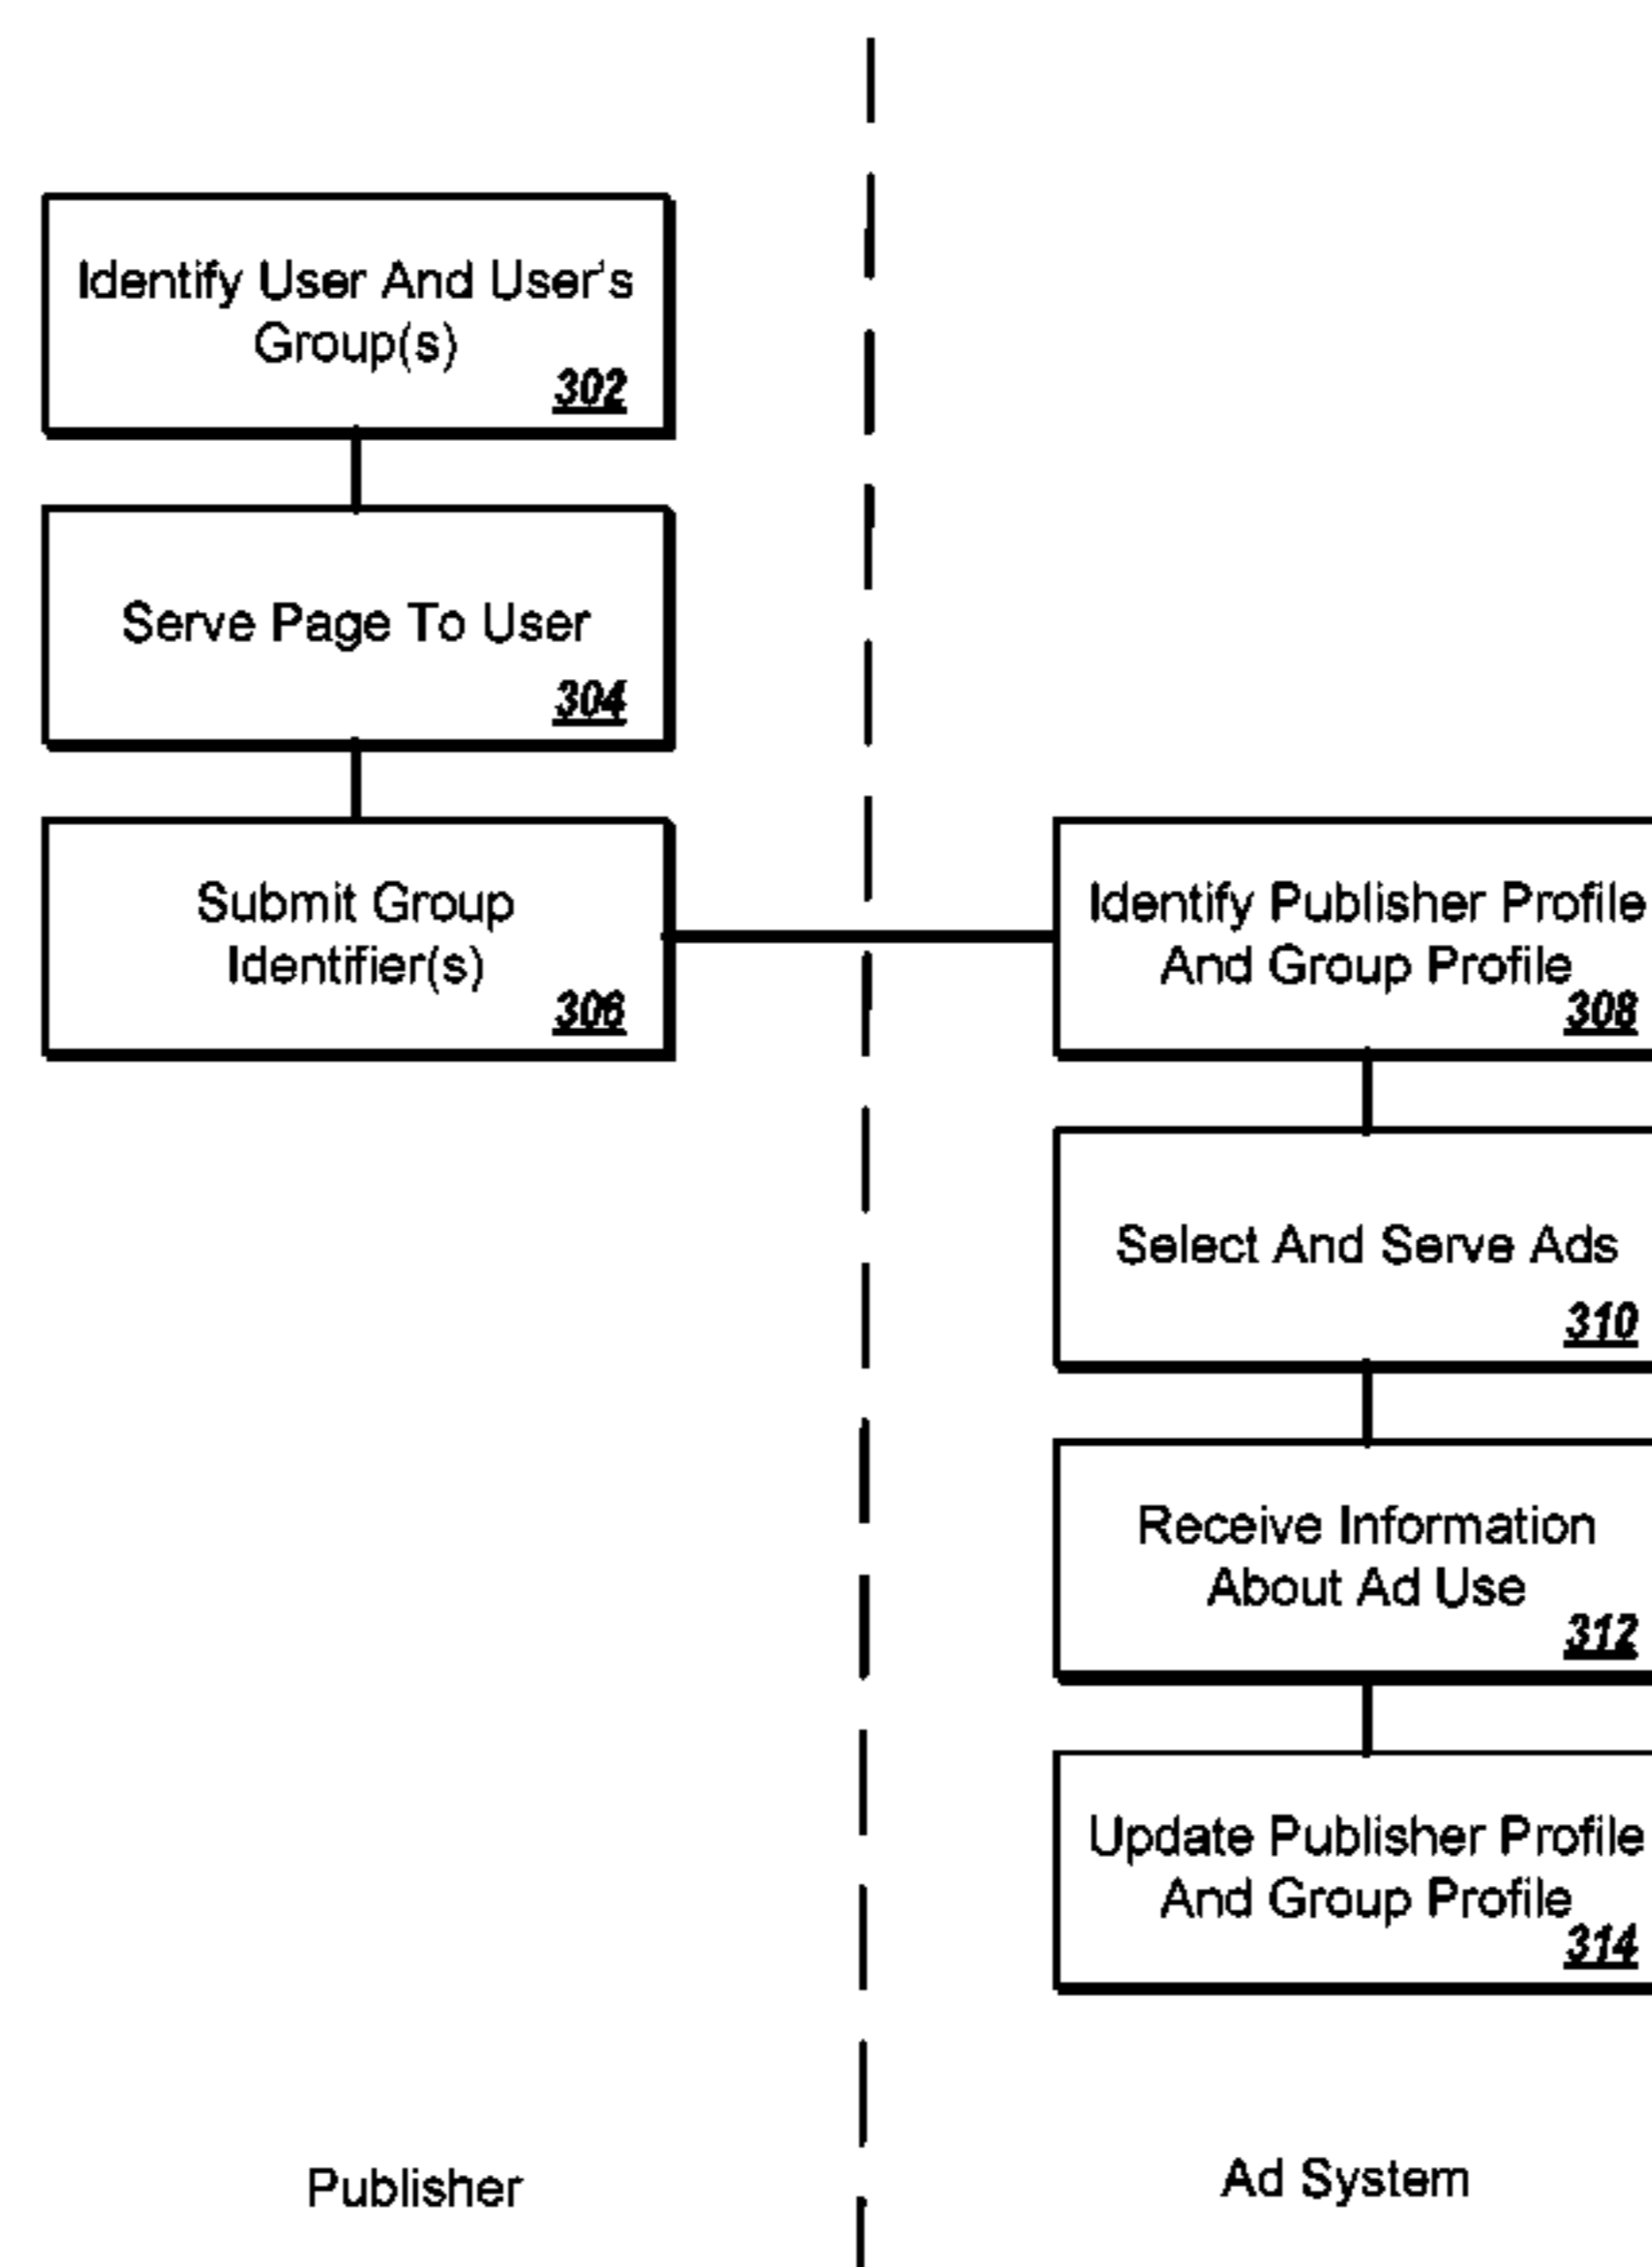 Identify User And User's
Group(s)
302
Serve Page To User
304
Submit Group
Identifier(s)
306
Identify Publisher Profile
And Group Profile
308
Select And Serve Ads
310
Receive Information
About Ad Use
312
Update Publisher Profile
And Group Profile
314
Publisher
Ad System